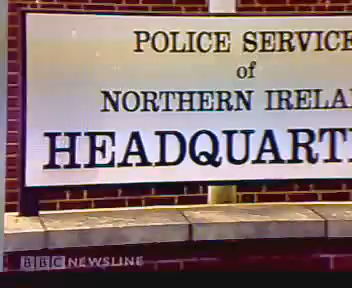 POLICE SERVICE
of
NORTHERN IRELA
HEADQUART
BBC NEWSLINE